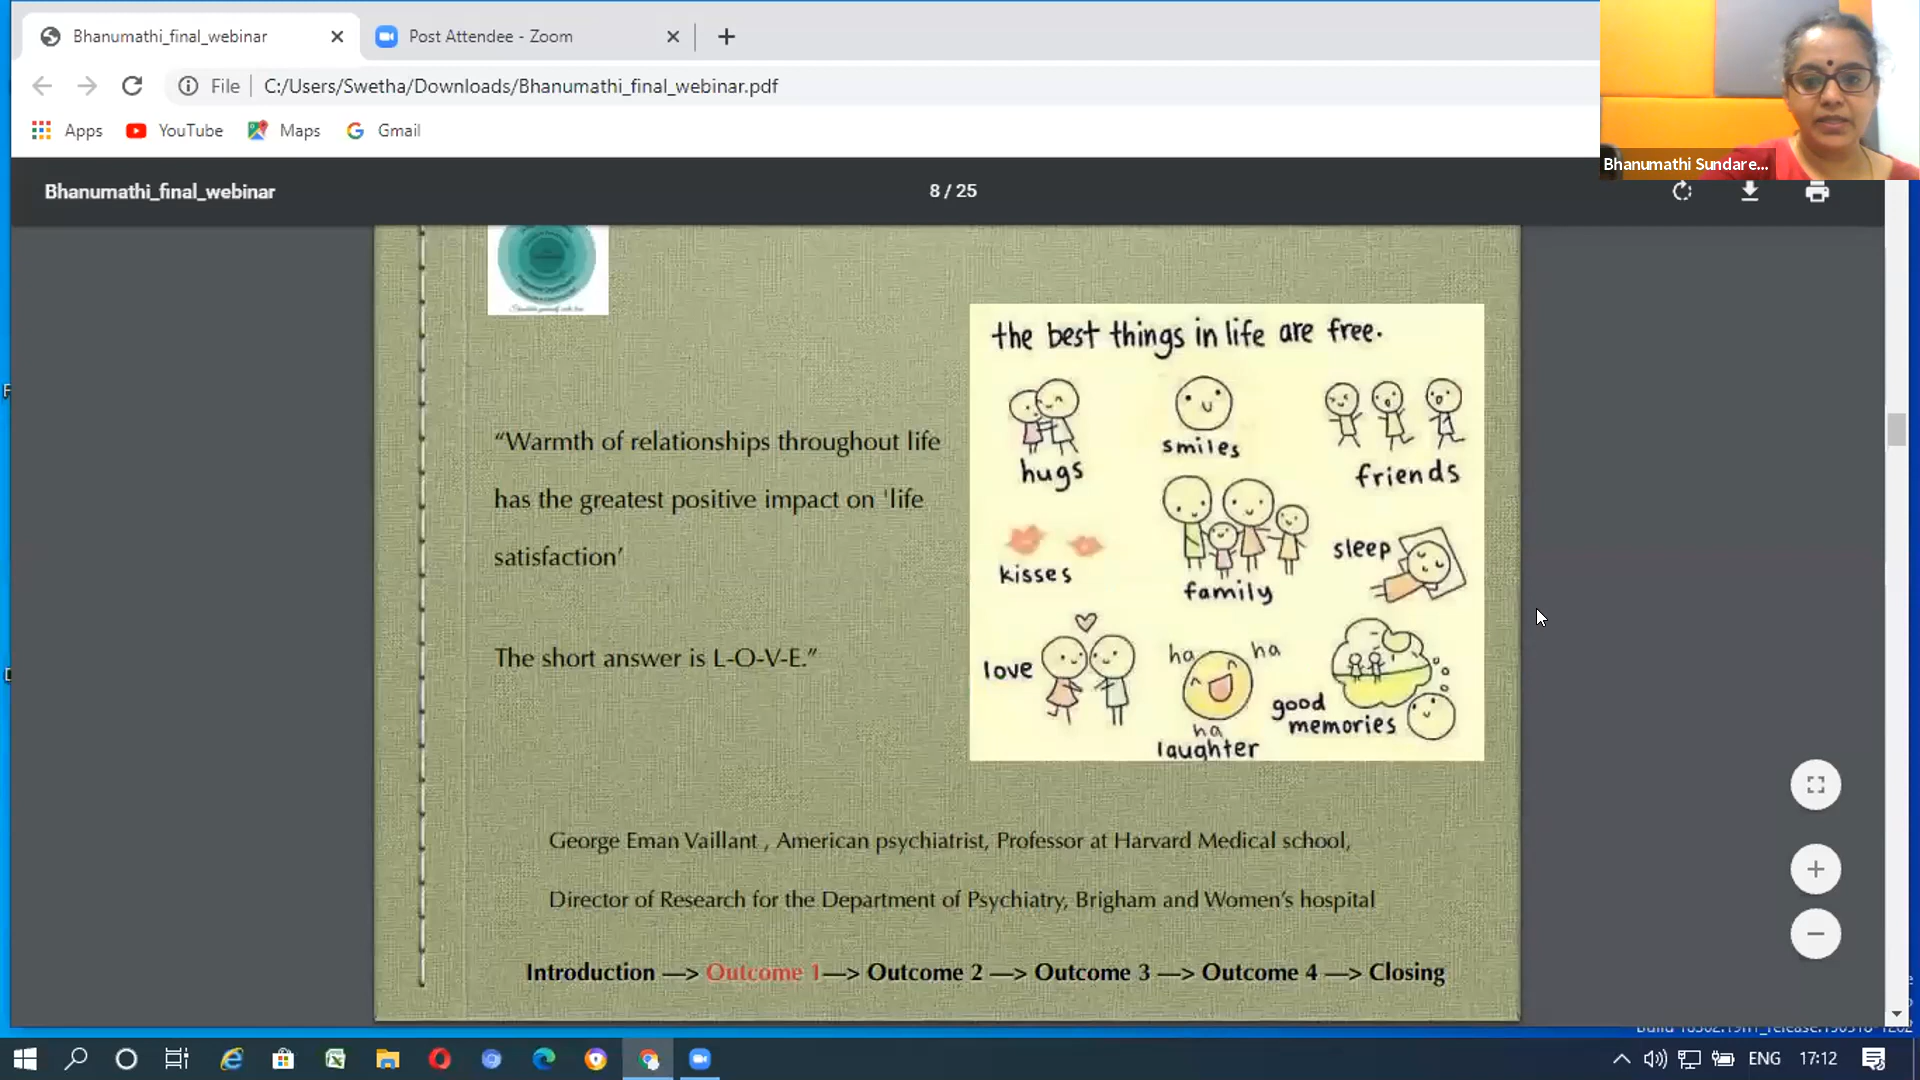 Bhanumathi_final_webinar
Post Attendee - Zoom
File
C:/Users/Swetha/Downloads/Bhanumathi_final_webinar.pdf
Apps
YouTube
Maps
Gmail
Bhanumathi Sundare...
Bhanumathi_final_webinar
8 / 25
the best things in life are free.
hugs
smiles
friends
kisses
family
sleep
love
ha
ha
ha
laughter
good
memories
“Warmth of relationships throughout life
has the greatest positive impact on 'life
satisfaction’
The short answer is L-O-V-E.”
George Eman Vaillant , American psychiatrist, Professor at Harvard Medical school,
Director of Research for the Department of Psychiatry, Brigham and Women’s hospital
Introduction —> Outcome 1—> Outcome 2 —> Outcome 3 —> Outcome 4 —> Closing
ENG
17:12